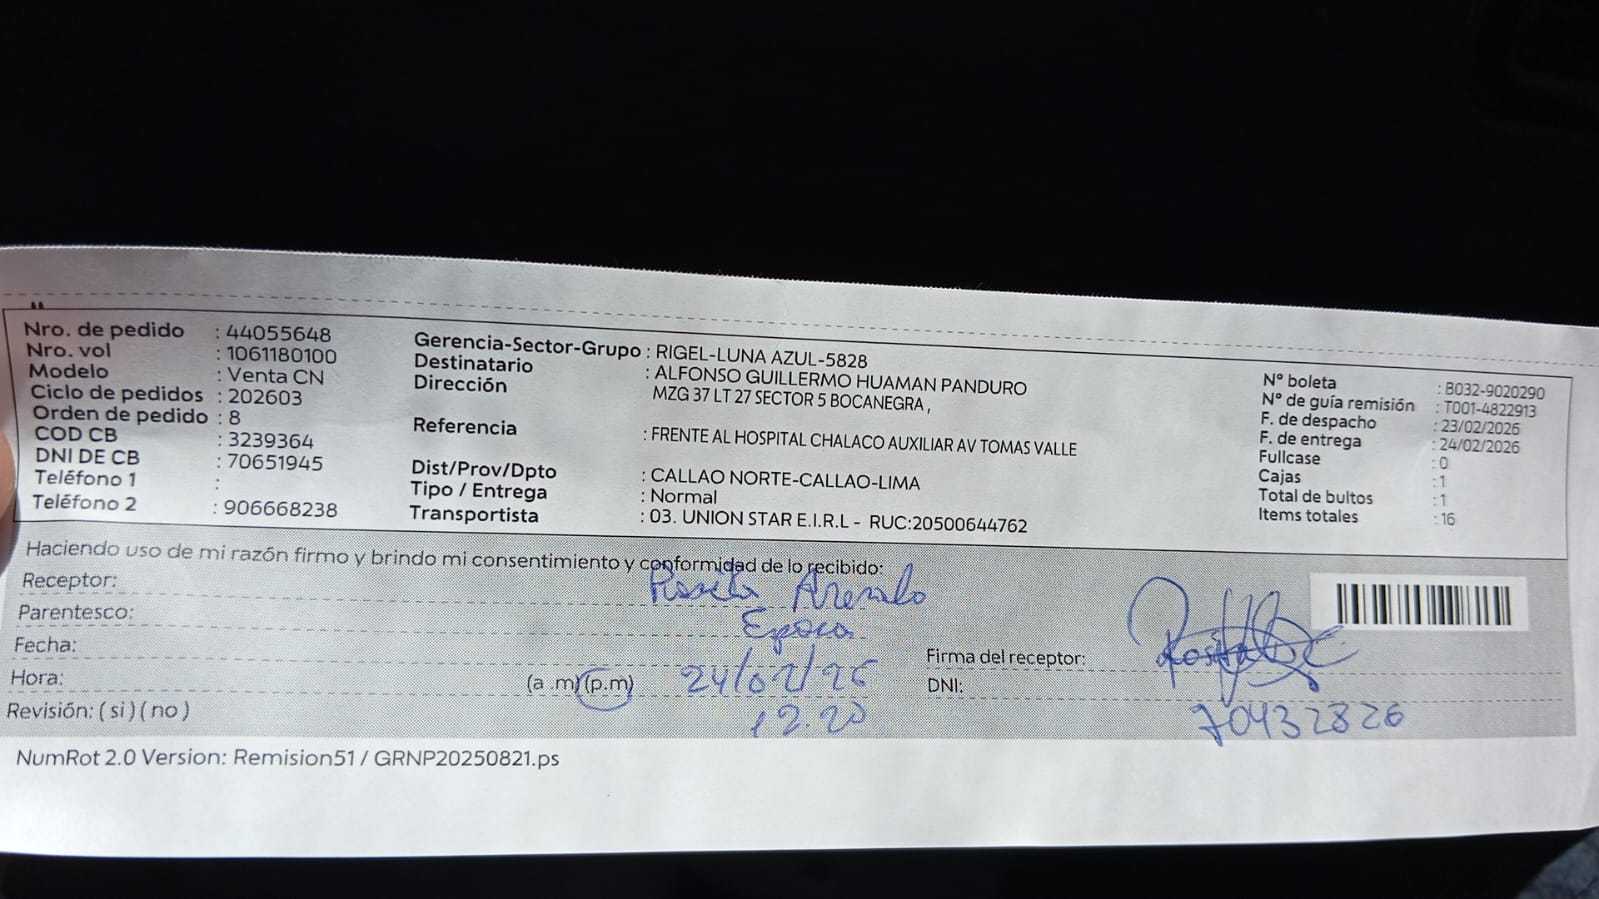 Nro. de pedido : 44055648
Nro. vol : 1061180100
Modelo : Venta CN
Ciclo de pedidos : 202603
Orden de pedido : 8
COD CB : 3239364
DNI DE CB : 70651945
Teléfono 1 :
Teléfono 2 : 906668238
Gerencia-Sector-Grupo : RIGEL-LUNA AZUL-5828
Destinatario : ALFONSO GUILLERMO HUAMAN PANDURO
Dirección MZG 37 LT 27 SECTOR 5 BOCANEGRA ,
Referencia : FRENTE AL HOSPITAL CHALACO AUXILIAR AV TOMAS VALLE
Dist/Prov/Dpto : CALLAO NORTE-CALLAO-LIMA
Tipo / Entrega : Normal
Transportista : 03. UNION STAR E.I.R.L - RUC:20500644762
N° boleta : B032-9020290
N° de guía remisión : T001-4822913
F. de despacho : 23/02/2026
F. de entrega : 24/02/2026
Fullcase : 0
Cajas : 1
Total de bultos : 1
Items totales : 16
Haciendo uso de mi razón firmo y brindo mi consentimiento y conformidad de lo recibido:
Receptor: Rosita Arevalo
Parentesco:
Fecha: 24/02/26
Hora: (a .m) (p.m) 12.20
Revisión: ( si ) ( no )
Firma del receptor:
DNI: 70432826
NumRot 2.0 Version: Remision51 / GRNP20250821.ps